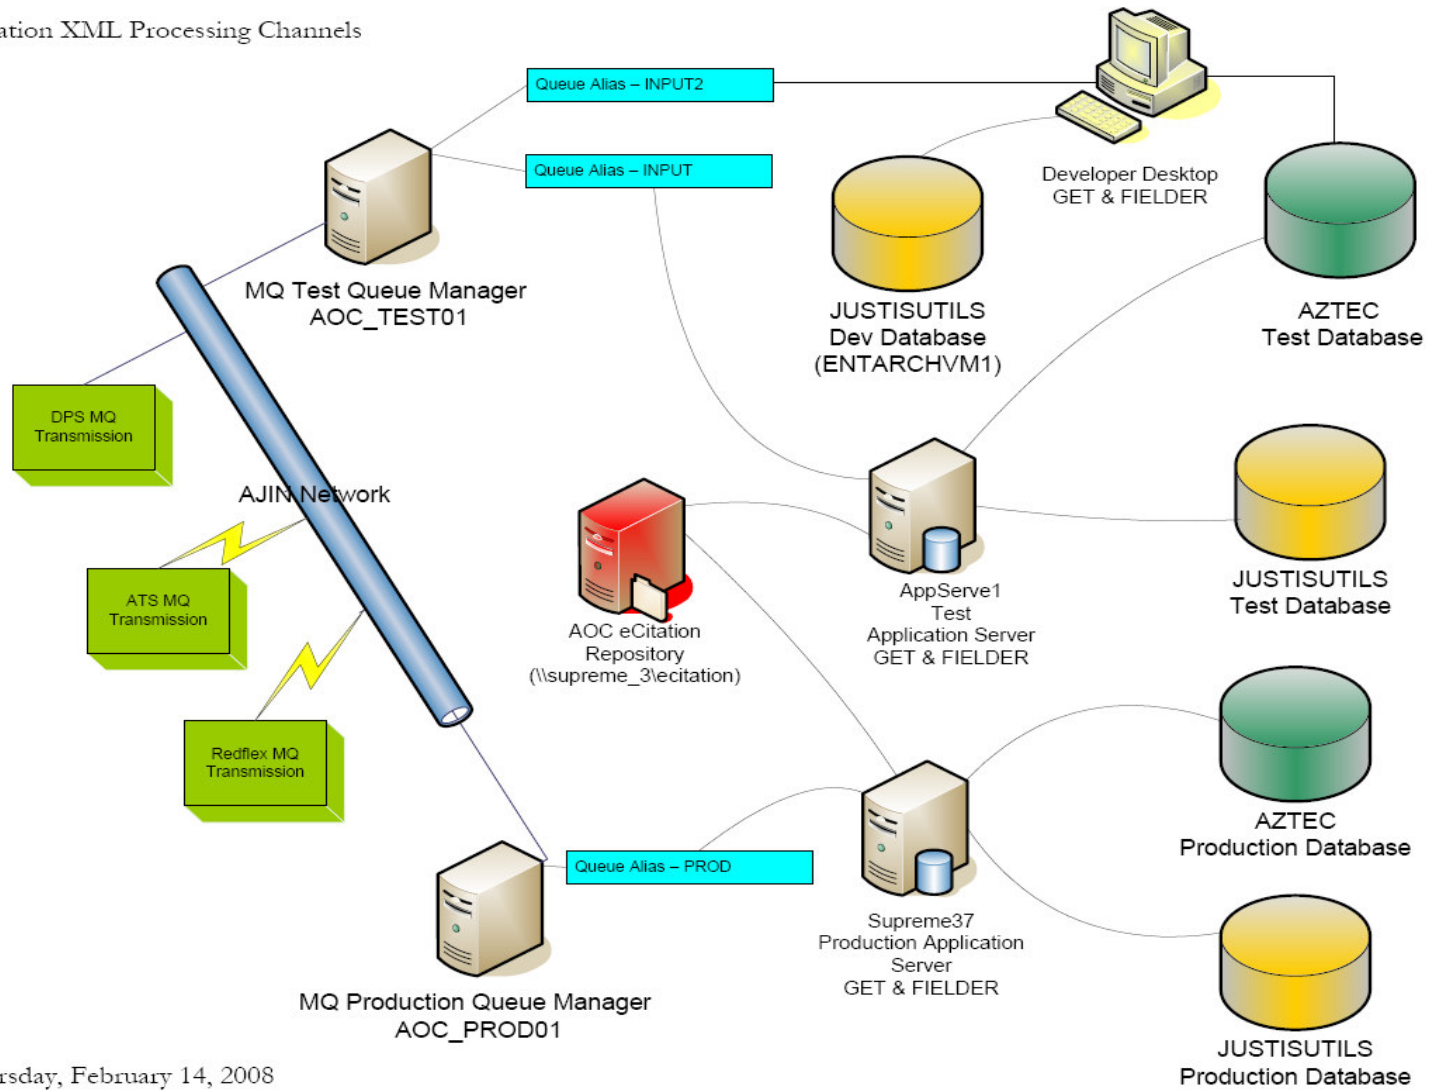 ation XML Processing Channels
Queue Alias – INPUT2
Queue Alias – INPUT
Developer Desktop
GET & FIELDER
MQ Test Queue Manager
AOC_TEST01
JUSTISUTILS
Dev Database
(ENTARCHVM1)
AZTEC
Test Database
DPS MQ
Transmission
AJIN Network
ATS MQ
Transmission
AppServe1
Test
Application Server
GET & FIELDER
JUSTISUTILS
Test Database
AOC eCitation
Repository
(\\supreme_3\ecitation)
Redflex MQ
Transmission
AZTEC
Production Database
Queue Alias – PROD
Supreme37
Production Application
Server
GET & FIELDER
MQ Production Queue Manager
AOC_PROD01
JUSTISUTILS
Production Database
rsday, February 14, 2008